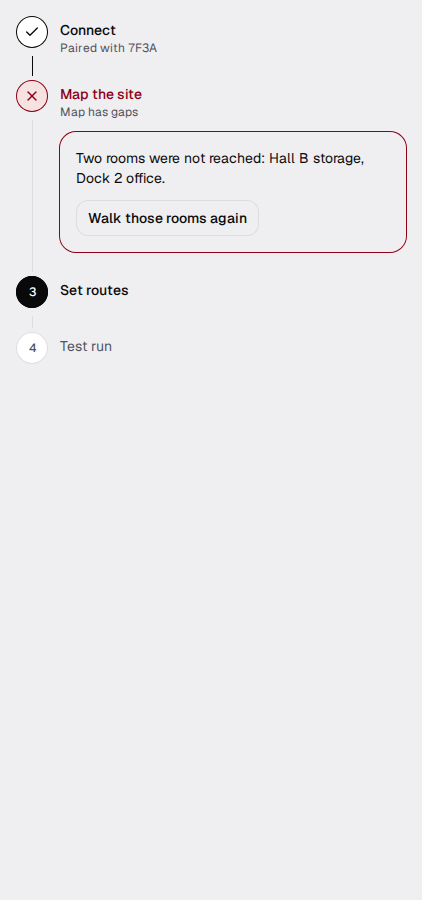 Connect
Paired with 7F3A
Map the site
Map has gaps
Two rooms were not reached: Hall B storage,
Dock 2 office.
Walk those rooms again
3 Set routes
4 Test run